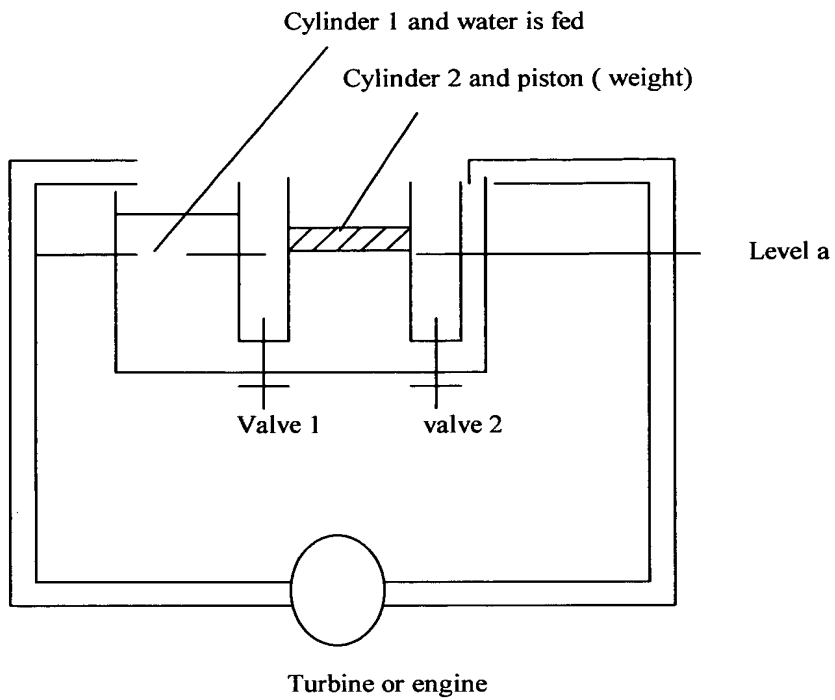 Cylinder 1 and water is fed
Cylinder 2 and piston ( weight)
Level a
Valve 1
valve 2
Turbine or engine